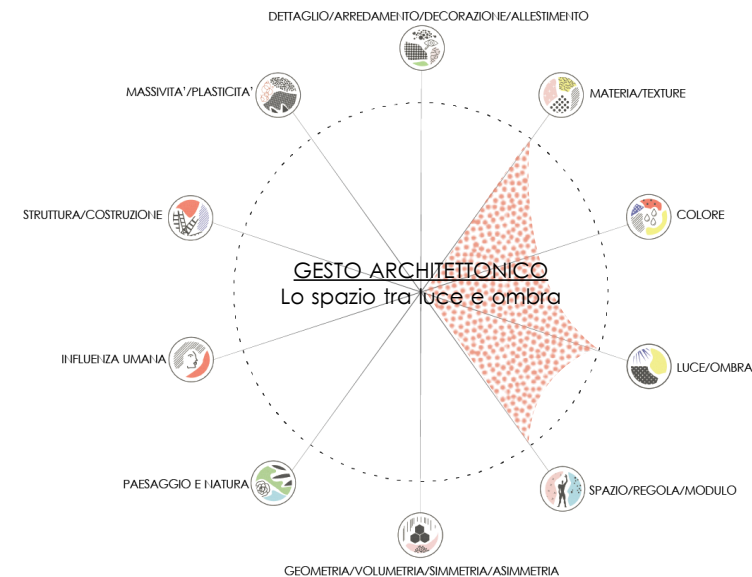 DETTAGLIO/ARREDAMENTO/DECORAZIONE/ALLESTIMENTO
MASSIVITA'/PLASTICITA'
MATERIA/TEXTURE
STRUTTURA/COSTRUZIONE
COLORE
GESTO ARCHITETTONICO
Lo spazio tra luce e ombra
INFLUENZA UMANA
LUCE/OMBRA
PAESAGGIO E NATURA
SPAZIO/REGOLA/MODULO
GEOMETRIA/VOLUMETRIA/SIMMETRIA/ASIMMETRIA